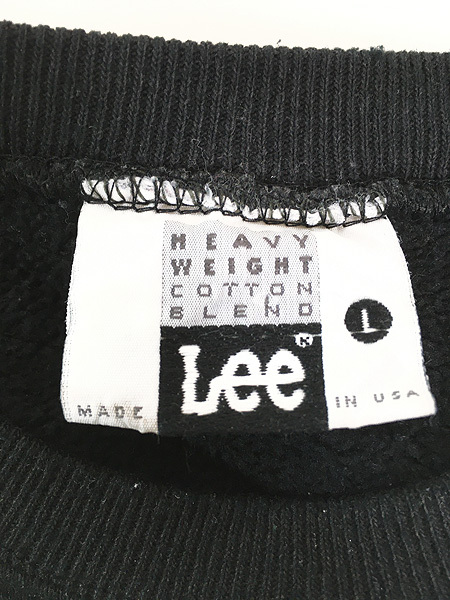 HEAVY
WEIGHT
COTTON
BLEND
L
Lee®
MADE IN USA